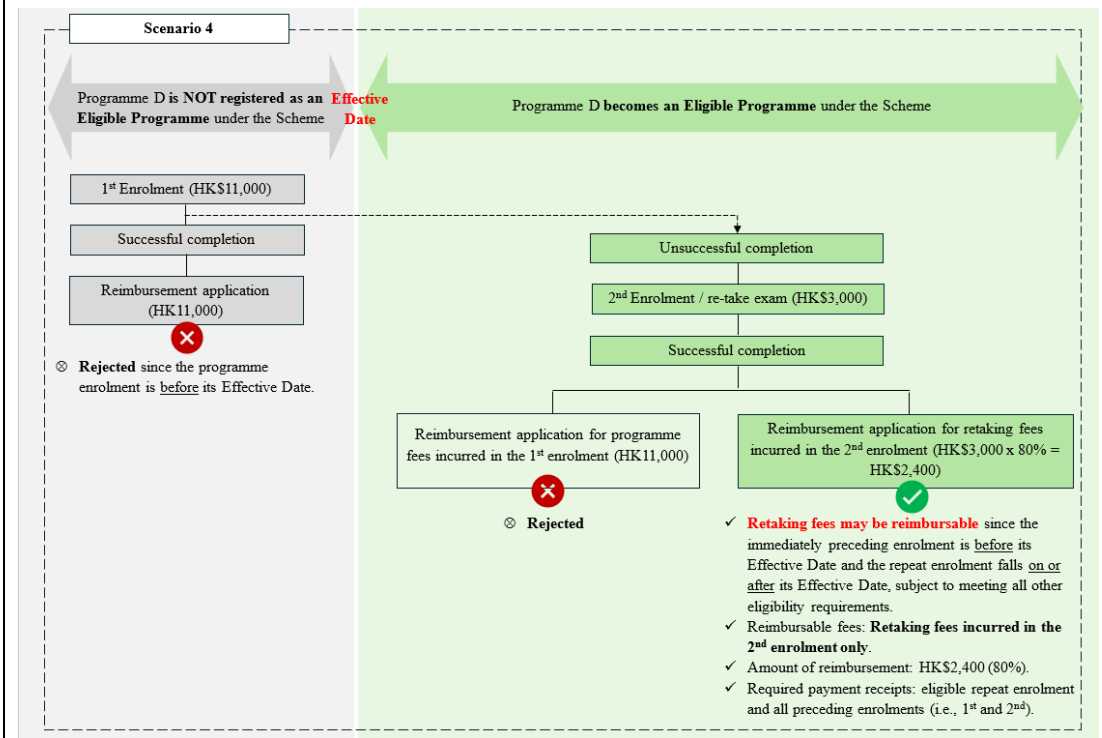 Scenario 4
Programme D is NOT registered as an
Eligible Programme under the Scheme
Effective
Date
Programme D becomes an Eligible Programme under the Scheme
1st Enrolment (HK$11,000)
Successful completion
Reimbursement application
(HK11,000)
⊗ Rejected since the programme
enrolment is before its Effective Date.
Unsuccessful completion
2nd Enrolment / re-take exam (HK$3,000)
Successful completion
Reimbursement application for programme
fees incurred in the 1st enrolment (HK11,000)
⊗ Rejected
Reimbursement application for retaking fees
incurred in the 2nd enrolment (HK$3,000 x 80% =
HK$2,400)
✓ Retaking fees may be reimbursable since the
immediately preceding enrolment is before its
Effective Date and the repeat enrolment falls on or
after its Effective Date, subject to meeting all other
eligibility requirements.
✓ Reimbursable fees: Retaking fees incurred in the
2nd enrolment only.
✓ Amount of reimbursement: HK$2,400 (80%).
✓ Required payment receipts: eligible repeat enrolment
and all preceding enrolments (i.e., 1st and 2nd).